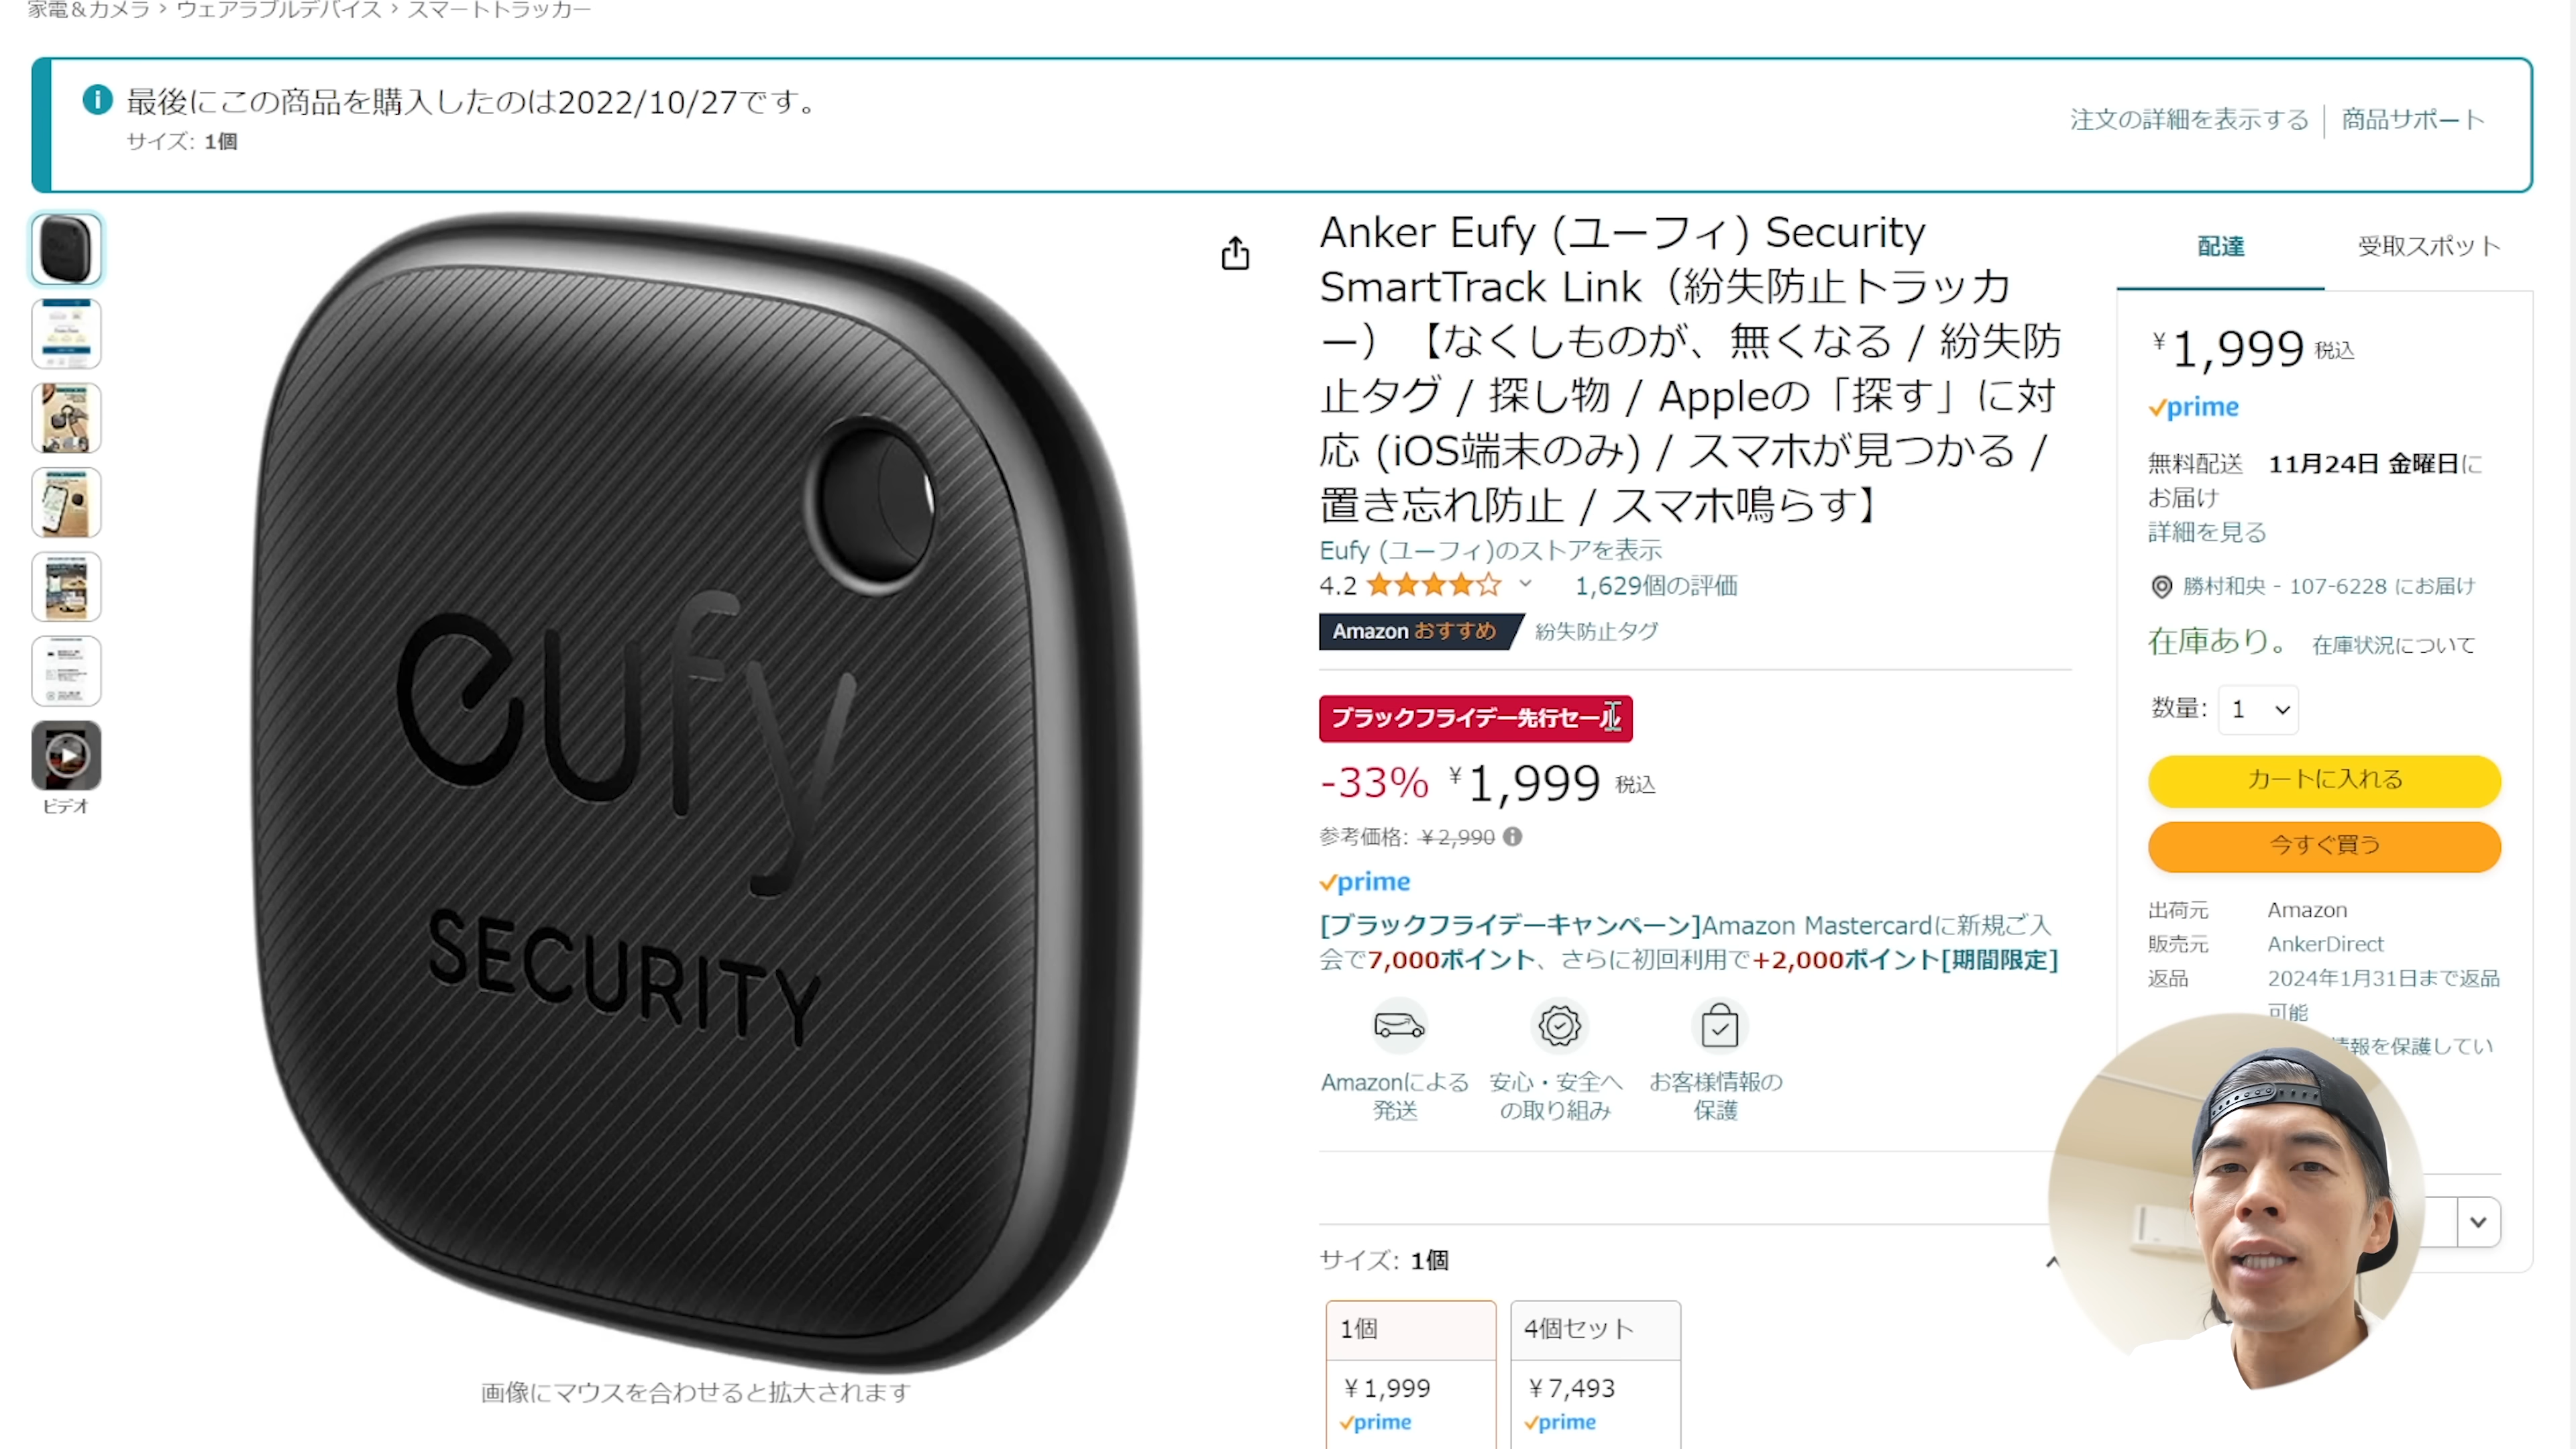 家電＆カメラ › ウェアラブルデバイス › スマートトラッカー
最後にこの商品を購入したのは2022/10/27です。
サイズ: 1個
注文の詳細を表示する
商品サポート
eufy
SECURITY
ビデオ
画像にマウスを合わせると拡大されます
Anker Eufy (ユーフィ) Security
SmartTrack Link（紛失防止トラッカ
ー）【なくしものが、無くなる / 紛失防
止タグ / 探し物 / Appleの「探す」に対
応 (iOS端末のみ) / スマホが見つかる /
置き忘れ防止 / スマホ鳴らす】
Eufy (ユーフィ)のストアを表示
4.2 1,629個の評価
Amazon おすすめ 紛失防止タグ
ブラックフライデー先行セール
-33% ¥1,999 税込
参考価格: ¥2,990
prime
[ブラックフライデーキャンペーン]Amazon Mastercardに新規ご入
会で7,000ポイント、さらに初回利用で+2,000ポイント[期間限定]
Amazonによる
発送
安心・安全へ
の取り組み
お客様情報の
保護
サイズ: 1個
1個
¥1,999
prime
4個セット
¥7,493
prime
配達
受取スポット
¥1,999 税込
prime
無料配送 11月24日 金曜日に
お届け
詳細を見る
勝村和央 - 107-6228 にお届け
在庫あり。 在庫状況について
数量: 1
カートに入れる
今すぐ買う
出荷元 Amazon
販売元 AnkerDirect
返品 2024年1月31日まで返品
可能
情報を保護してい